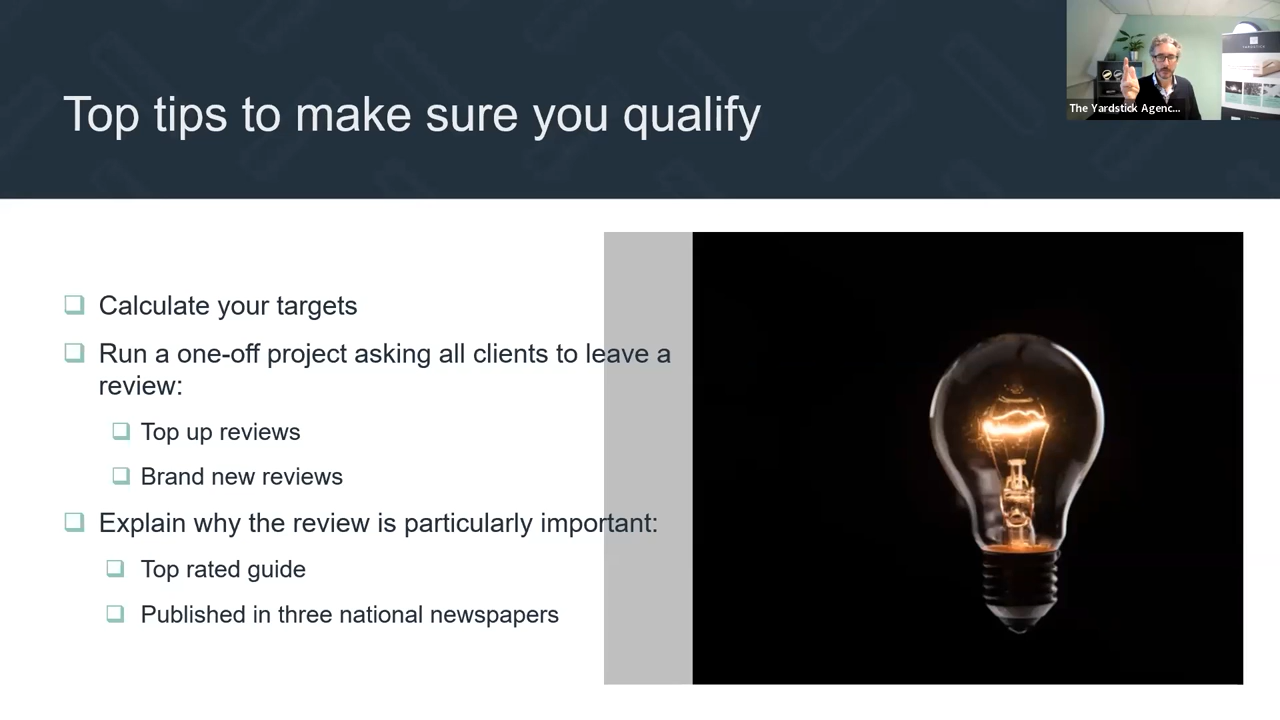 Top tips to make sure you qualify
The Yardstick Agenc...
Calculate your targets
Run a one-off project asking all clients to leave a
review:
Top up reviews
Brand new reviews
Explain why the review is particularly important:
Top rated guide
Published in three national newspapers